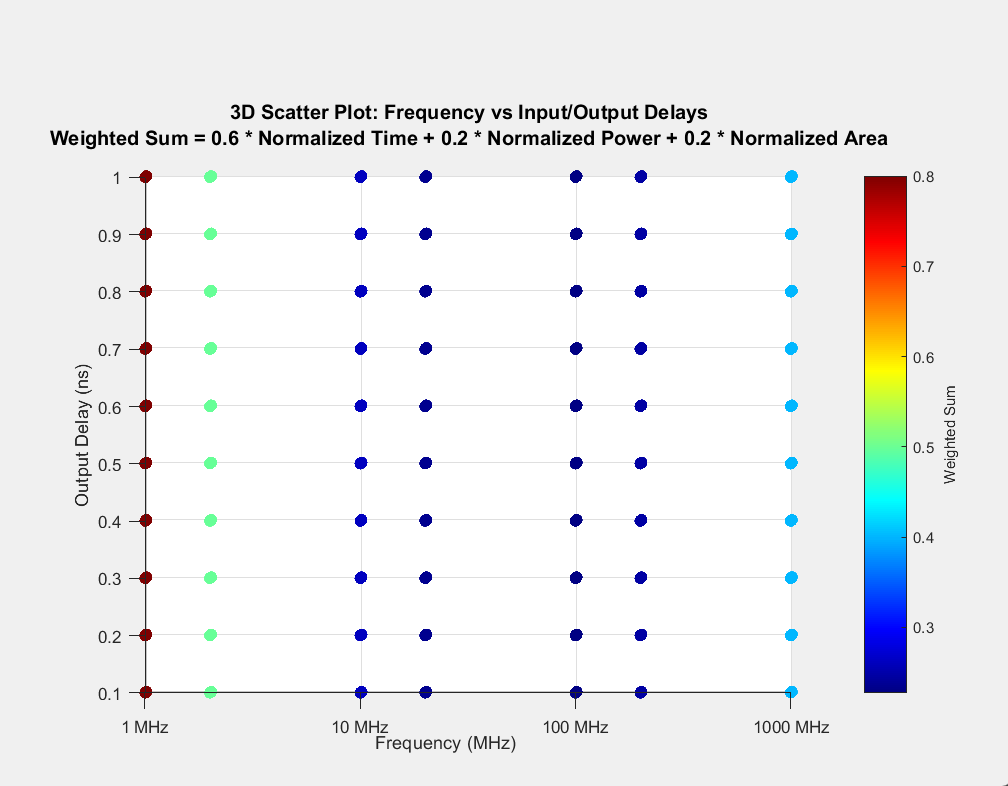 3D Scatter Plot: Frequency vs Input/Output Delays
Weighted Sum = 0.6 * Normalized Time + 0.2 * Normalized Power + 0.2 * Normalized Area
Output Delay (ns)
1
0.9
0.8
0.7
0.6
0.5
0.4
0.3
0.2
0.1
1 MHz
10 MHz
100 MHz
1000 MHz
Frequency (MHz)
0.8
0.7
0.6
0.5
0.4
0.3
Weighted Sum